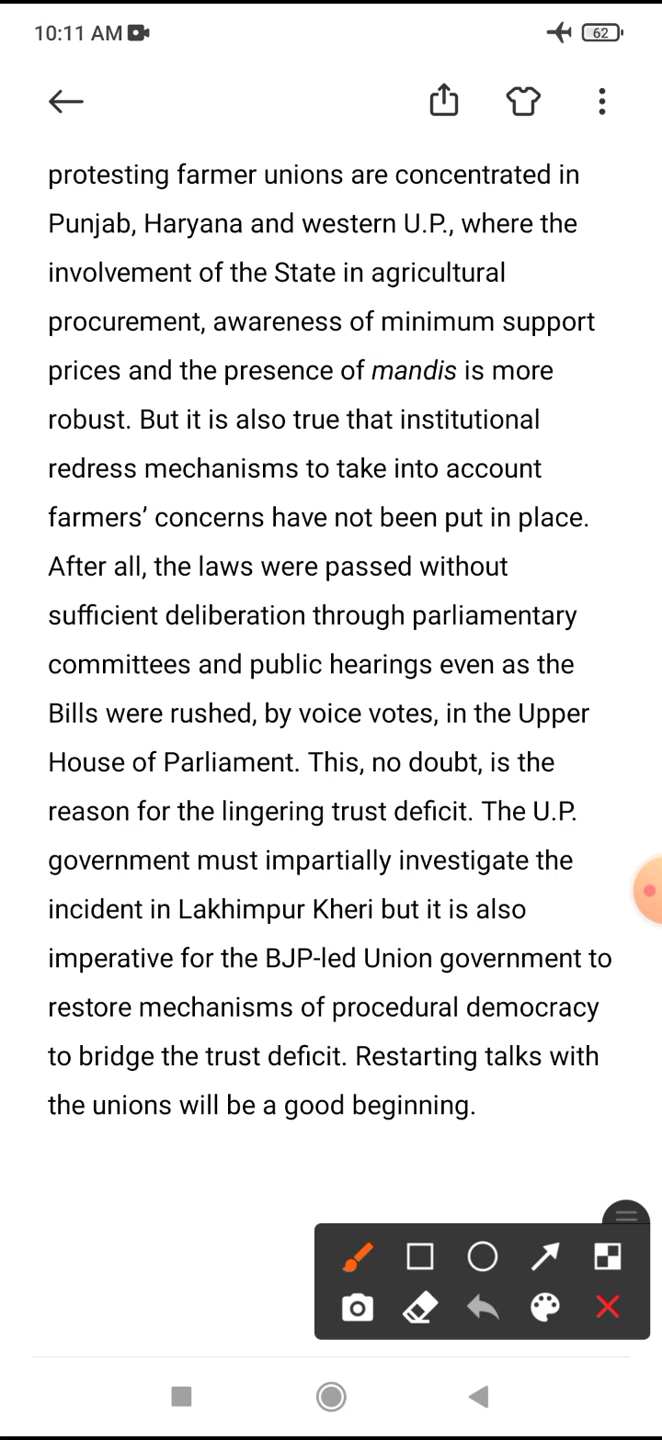 10:11 AM
62
protesting farmer unions are concentrated in
Punjab, Haryana and western U.P., where the
involvement of the State in agricultural
procurement, awareness of minimum support
prices and the presence of mandis is more
robust. But it is also true that institutional
redress mechanisms to take into account
farmers’ concerns have not been put in place.
After all, the laws were passed without
sufficient deliberation through parliamentary
committees and public hearings even as the
Bills were rushed, by voice votes, in the Upper
House of Parliament. This, no doubt, is the
reason for the lingering trust deficit. The U.P.
government must impartially investigate the
incident in Lakhimpur Kheri but it is also
imperative for the BJP-led Union government to
restore mechanisms of procedural democracy
to bridge the trust deficit. Restarting talks with
the unions will be a good beginning.